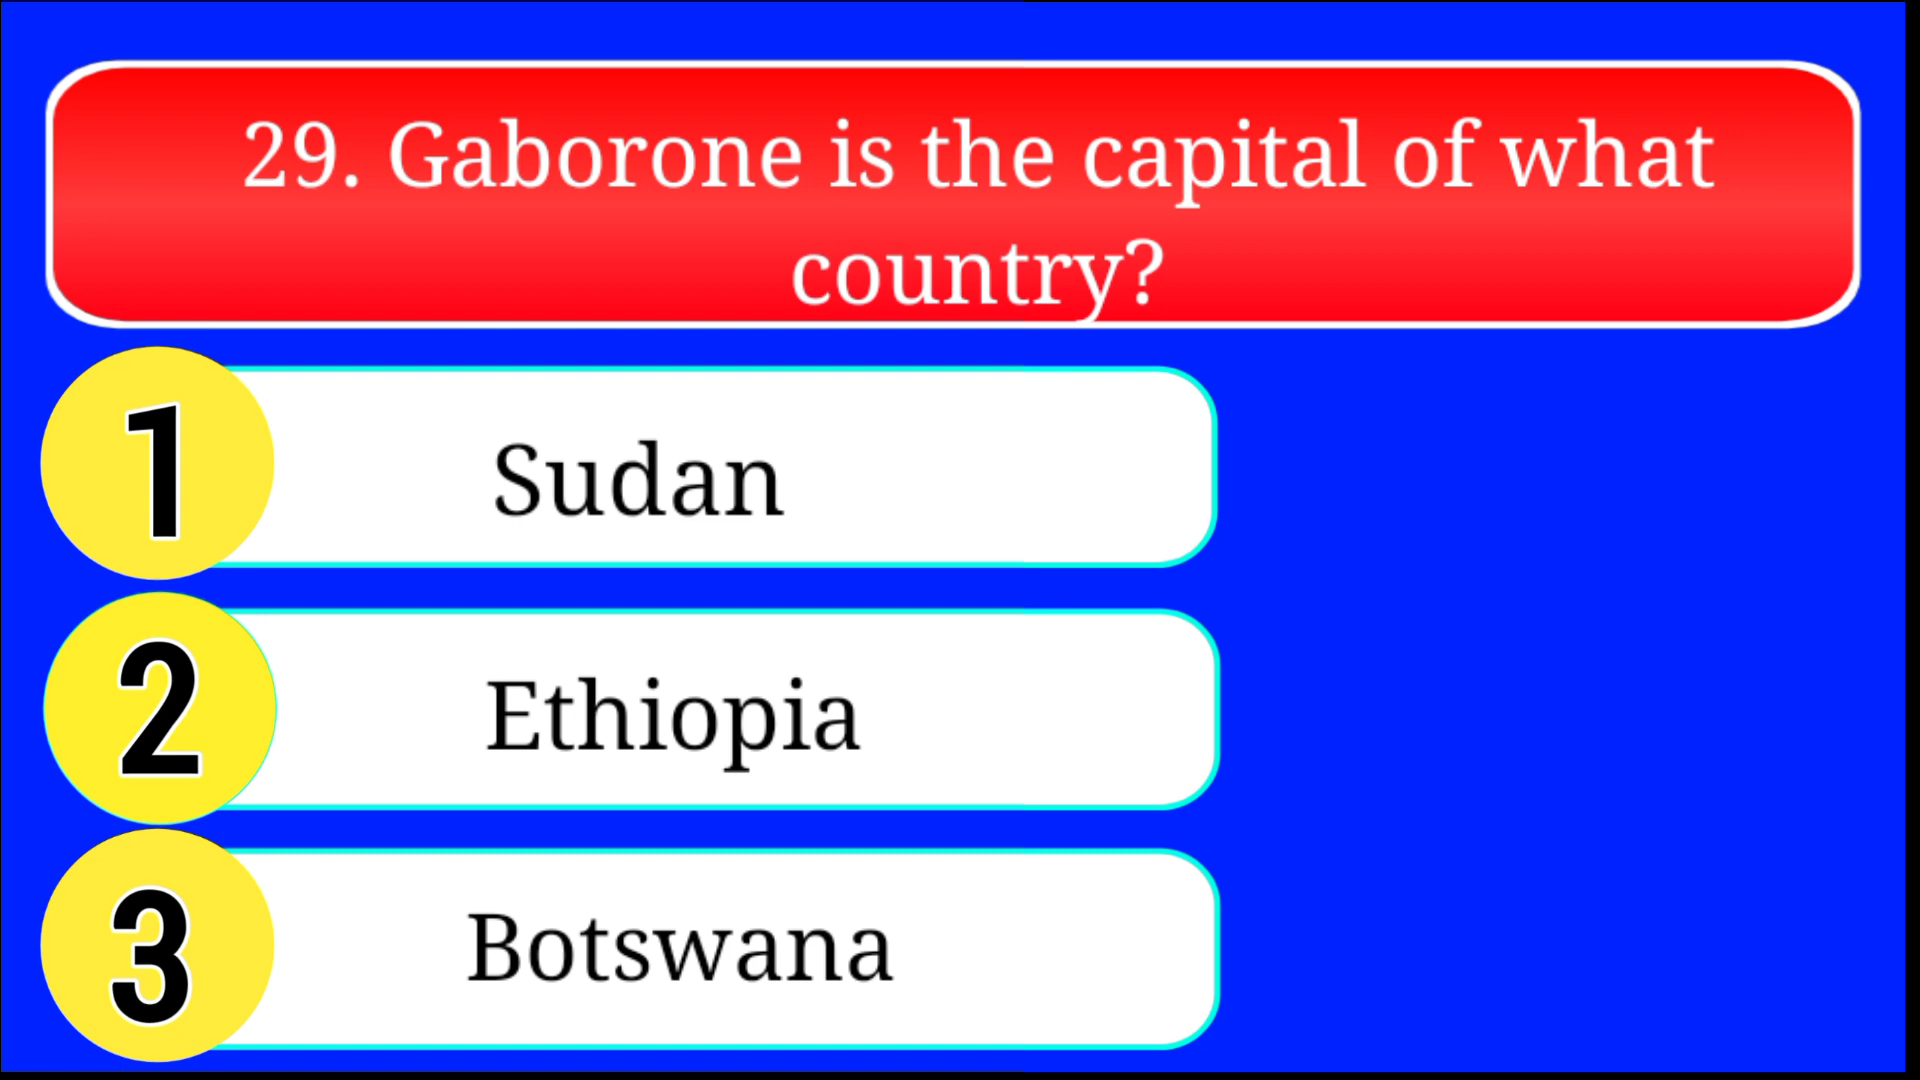 29. Gaborone is the capital of what
country?
1
Sudan
2
Ethiopia
3
Botswana